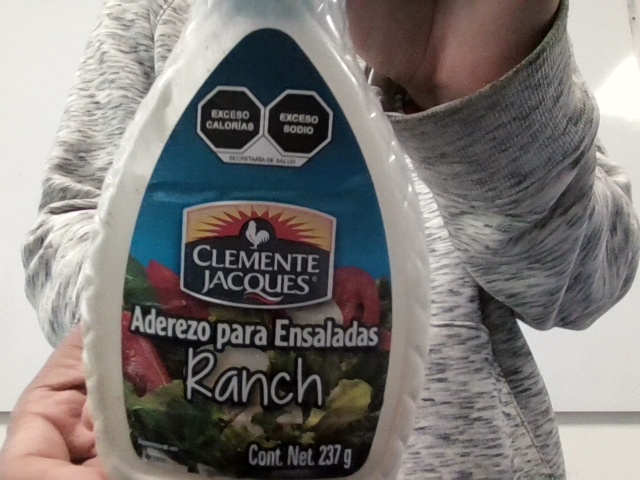 EXCESO
CALORÍAS
EXCESO
SODIO
SECRETARÍA DE SALUD
CLEMENTE
JACQUES®
Aderezo para Ensaladas
Ranch
Cont. Net. 237 g